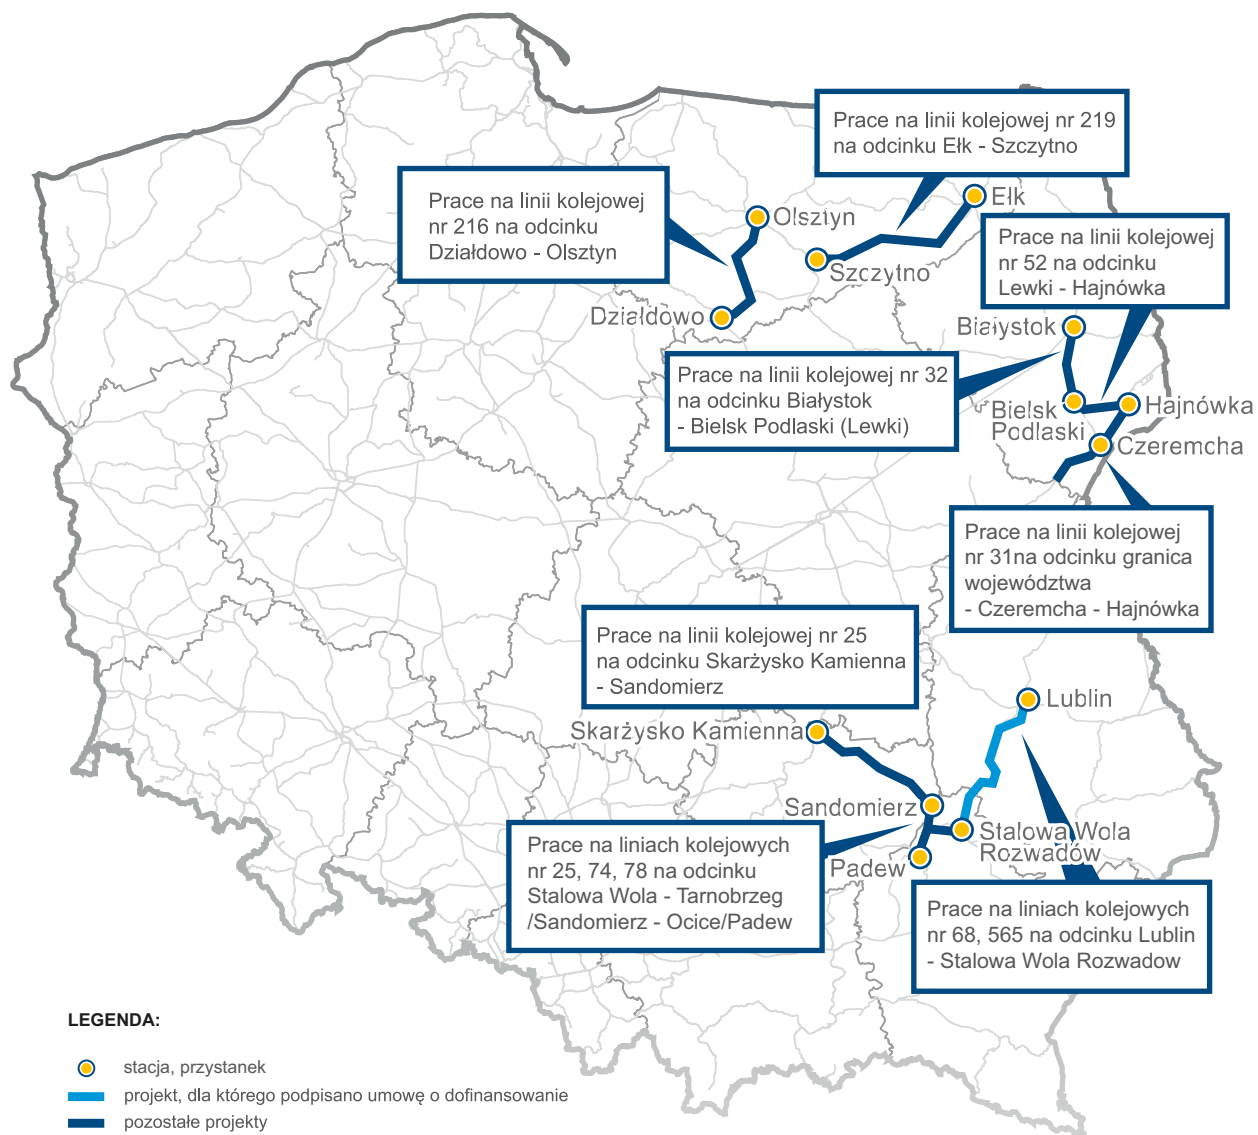 Prace na linii kolejowej nr 219
na odcinku Ełk - Szczytno
Prace na linii kolejowej
nr 216 na odcinku
Działdowo - Olsztyn
Ełk
Olsztyn
Szczytno
Działdowo
Prace na linii kolejowej
nr 52 na odcinku
Lewki - Hajnówka
Białystok
Prace na linii kolejowej nr 32
na odcinku Białystok
- Bielsk Podlaski (Lewki)
Bielsk
Podlaski
Hajnówka
Czeremcha
Prace na linii kolejowej
nr 31na odcinku granica
województwa
- Czeremcha - Hajnówka
Prace na linii kolejowej nr 25
na odcinku Skarżysko Kamienna
- Sandomierz
Lublin
Skarżysko Kamienna
Sandomierz
Stalowa Wola
Rozwadów
Padew
Prace na liniach kolejowych
nr 25, 74, 78 na odcinku
Stalowa Wola - Tarnobrzeg
/Sandomierz - Ocice/Padew
Prace na liniach kolejowych
nr 68, 565 na odcinku Lublin
- Stalowa Wola Rozwadow
LEGENDA:
stacja, przystanek
projekt, dla którego podpisano umowę o dofinansowanie
pozostałe projekty